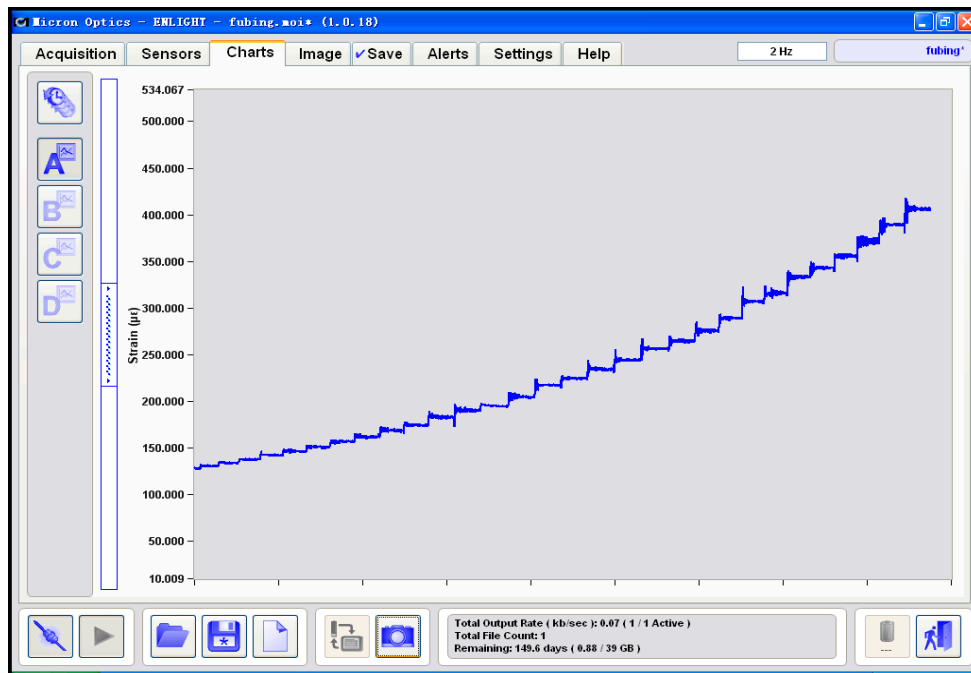 Micron Optics - ENLIGHT - fubing.moi* (1.0.18)
Acquisition Sensors Charts Image ✓Save Alerts Settings Help 2 Hz fubing*
534.067
500.000
450.000
400.000
350.000
300.000
250.000
200.000
150.000
100.000
50.000
10.009
Strain (με)
A
B
C
D
Total Output Rate ( kb/sec ): 0.07 ( 1 / 1 Active )
Total File Count: 1
Remaining: 149.6 days ( 0.88 / 39 GB )
---